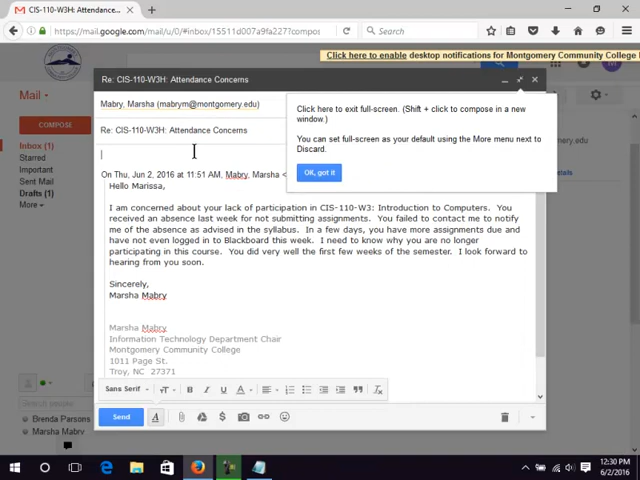 CIS-110-W3H: Attendance C...
https://mail.google.com/mail/u/0/#inbox/15511d007a9fa227?compos
Search
Click here to enable desktop notifications for Montgomery Community College
Mail
COMPOSE
Inbox (1)
Starred
Important
Sent Mail
Drafts (1)
More
Re: CIS-110-W3H: Attendance Concerns
Mabry, Marsha (mabrym@montgomery.edu)
Re: CIS-110-W3H: Attendance Concerns
Click here to exit full-screen. (Shift + click to compose in a new
window.)
You can set full-screen as your default using the More menu next to
Discard.
OK, got it
On Thu, Jun 2, 2016 at 11:51 AM, Mabry, Marsha <
Hello Marissa,
I am concerned about your lack of participation in CIS-110-W3: Introduction to Computers. You
received an absence last week for not submitting assignments. You failed to contact me to notify
me of the absence as advised in the syllabus. In a few days, you have more assignments due and
have not even logged in to Blackboard this week. I need to know why you are no longer
participating in this course. You did very well the first few weeks of the semester. I look forward to
hearing from you soon.
Sincerely,
Marsha Mabry
Marsha Mabry
Information Technology Department Chair
Montgomery Community College
1011 Page St.
Troy, NC 27371
Sans Serif
B I U A
Send
Brenda Parsons
Marsha Mabry
12:30 PM
6/2/2016